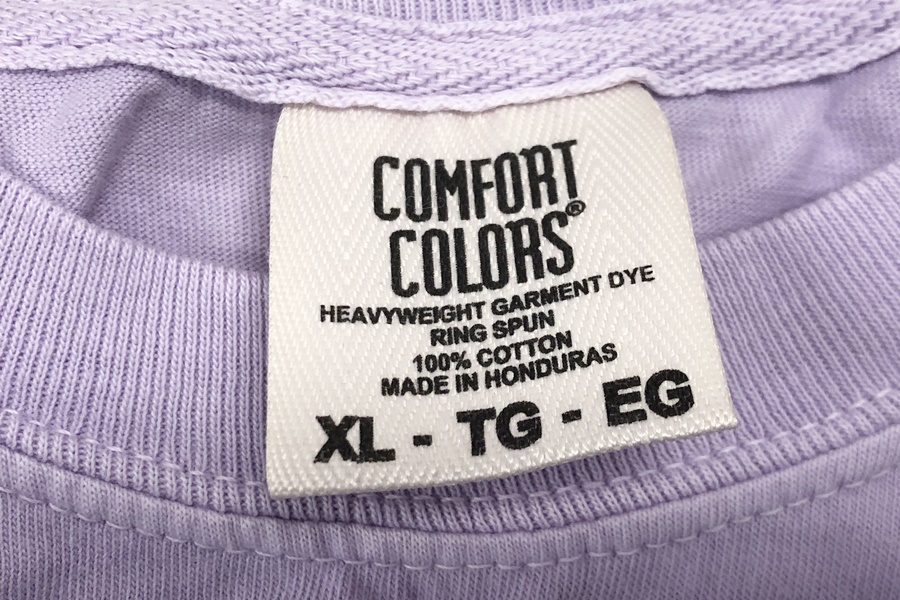 COMFORT
COLORS®
HEAVYWEIGHT GARMENT DYE
RING SPUN
100% COTTON
MADE IN HONDURAS
XL - TG - EG